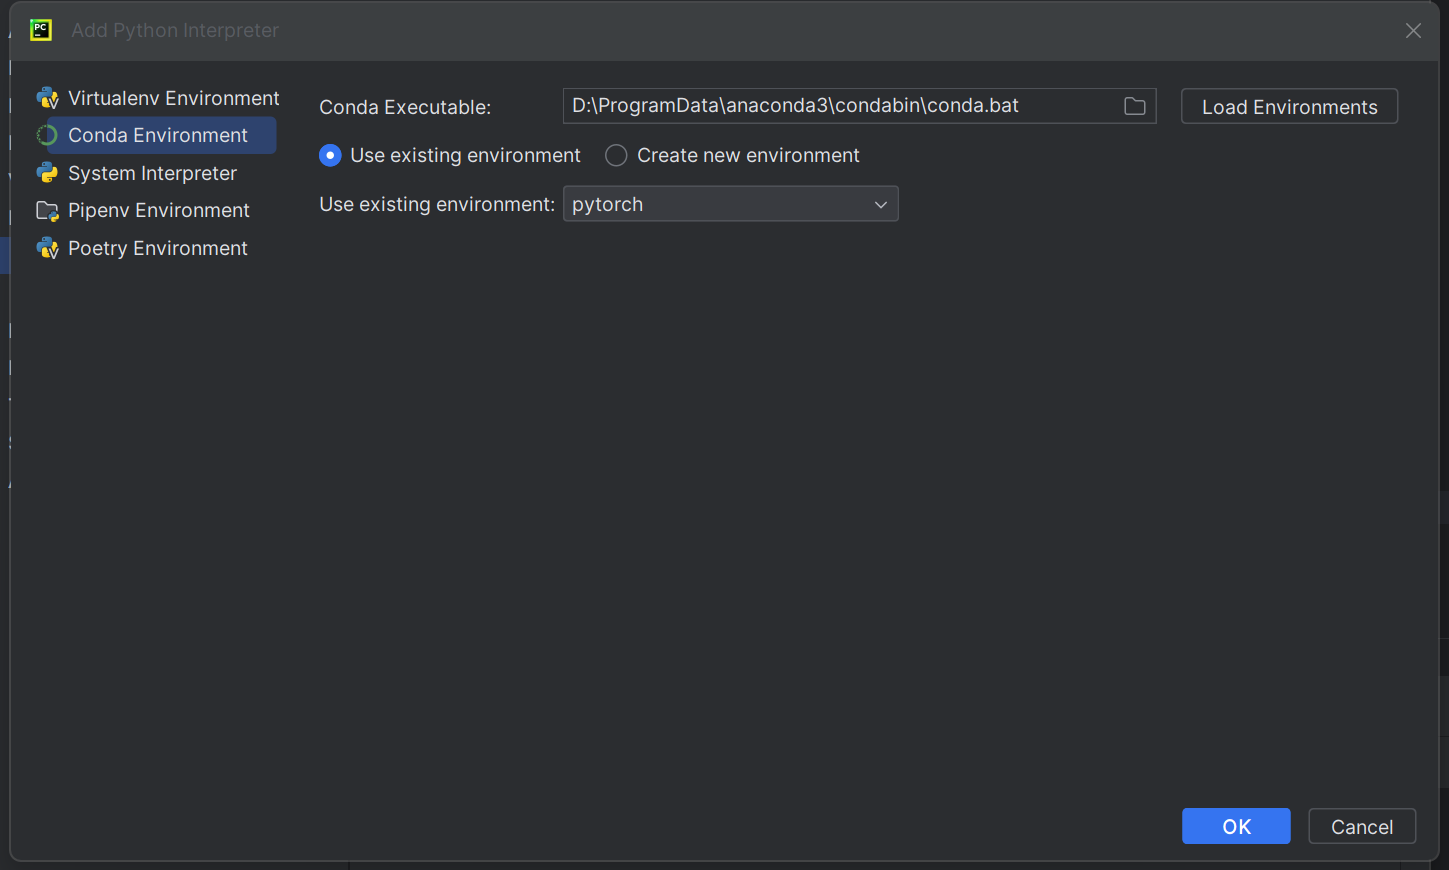 PC Add Python Interpreter
Virtualenv Environment
Conda Environment
System Interpreter
Pipenv Environment
Poetry Environment
Conda Executable: D:\ProgramData\anaconda3\condabin\conda.bat Load Environments
Use existing environment Create new environment
Use existing environment: pytorch
OK Cancel